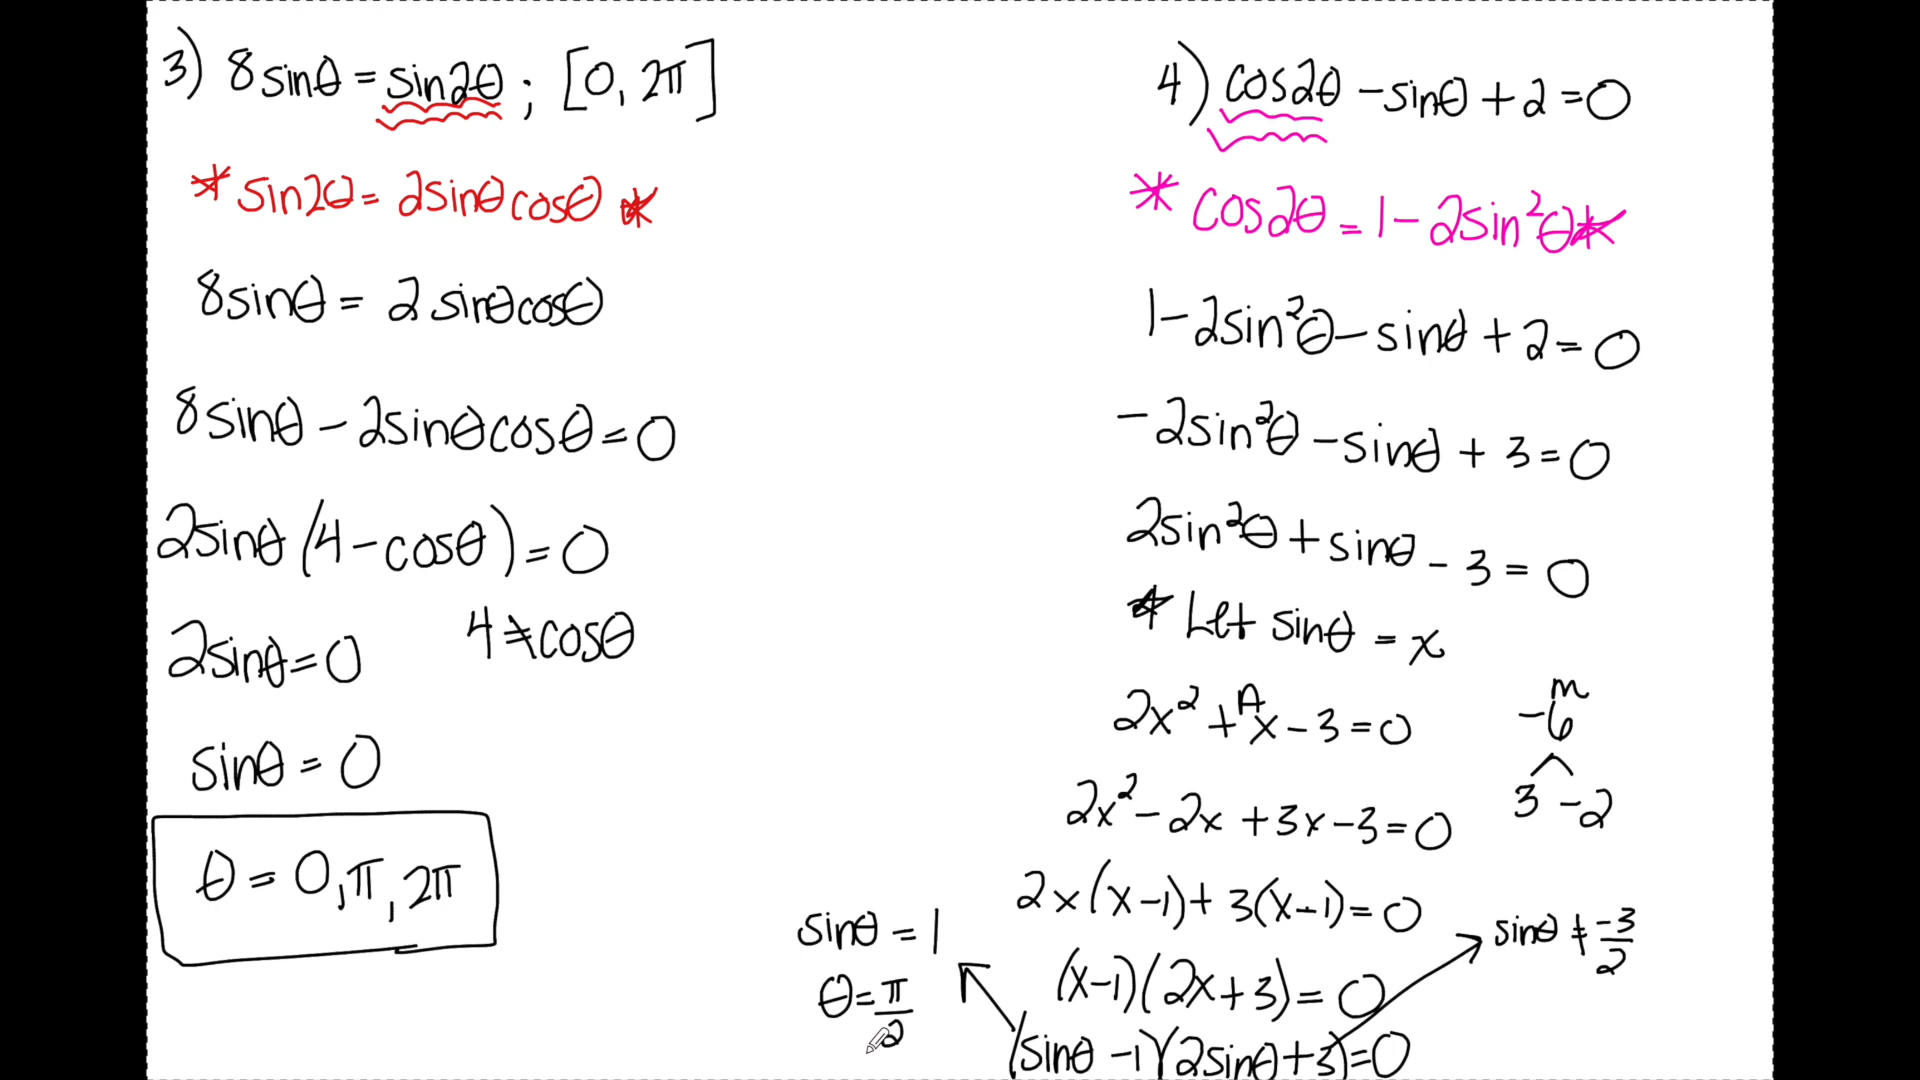 3) 8sinθ = sin2θ ; [0, 2π]
* sin2θ = 2sinθcosθ *
8sinθ = 2sinθcosθ
8sinθ - 2sinθcosθ = 0
2sinθ(4 - cosθ) = 0
2sinθ = 0 4 ≠ cosθ
sinθ = 0
θ = 0, π, 2π
4) cos2θ - sinθ + 2 = 0
* cos2θ = 1 - 2sin²θ *
1 - 2sin²θ - sinθ + 2 = 0
-2sin²θ - sinθ + 3 = 0
2sin²θ + sinθ - 3 = 0
* Let sinθ = x
2x² + x - 3 = 0
A
m
-6
3 -2
2x² - 2x + 3x - 3 = 0
2x(x-1) + 3(x-1) = 0
(x-1)(2x+3) = 0
(sinθ - 1)(2sinθ + 3) = 0
sinθ = 1
θ = π/2
sinθ ≠ -3/2